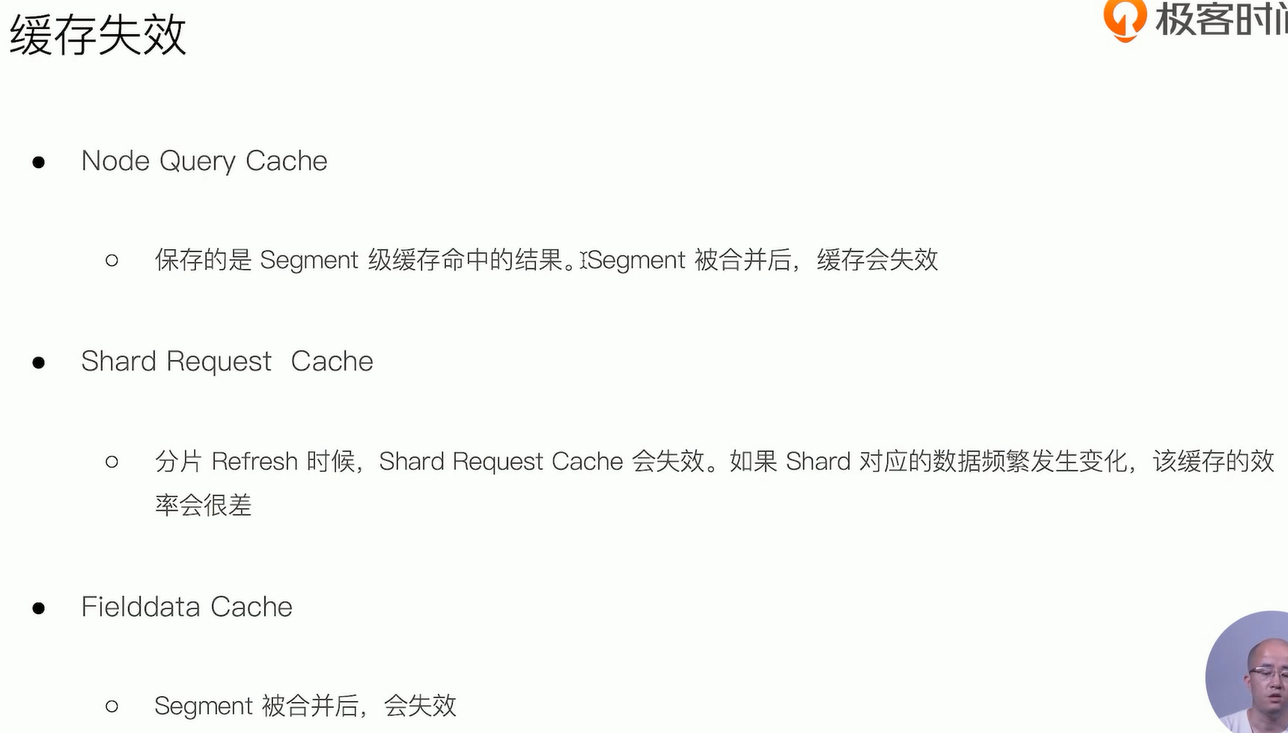 缓存失效
极客时间
● Node Query Cache
○ 保存的是 Segment 级缓存命中的结果。Segment 被合并后，缓存会失效
● Shard Request Cache
○ 分片 Refresh 时候，Shard Request Cache 会失效。如果 Shard 对应的数据频繁发生变化，该缓存的效
率会很差
● Fielddata Cache
○ Segment 被合并后，会失效